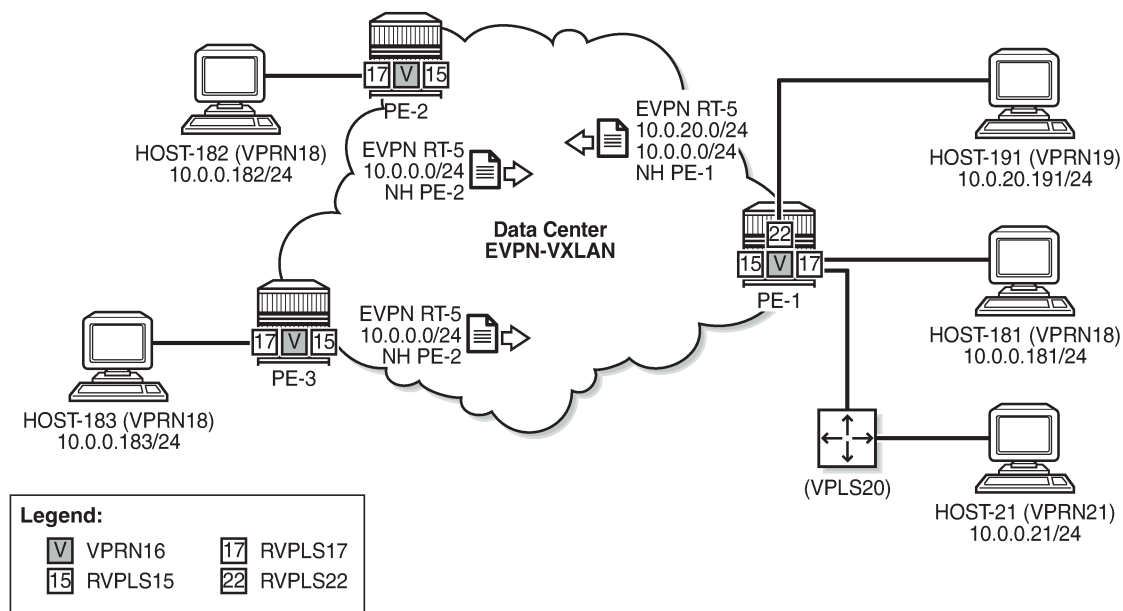 17
V
15
PE-2
HOST-182 (VPRN18)
10.0.0.182/24
EVPN RT-5
10.0.20.0/24
10.0.0.0/24
NH PE-1
EVPN RT-5
10.0.0.0/24
NH PE-2
HOST-191 (VPRN19)
10.0.20.191/24
Data Center
EVPN-VXLAN
22
15
V
17
PE-1
EVPN RT-5
10.0.0.0/24
NH PE-2
17
V
15
PE-3
HOST-181 (VPRN18)
10.0.0.181/24
HOST-183 (VPRN18)
10.0.0.183/24
(VPLS20)
HOST-21 (VPRN21)
10.0.0.21/24
Legend:
V VPRN16
17 RVPLS17
15 RVPLS15
22 RVPLS22